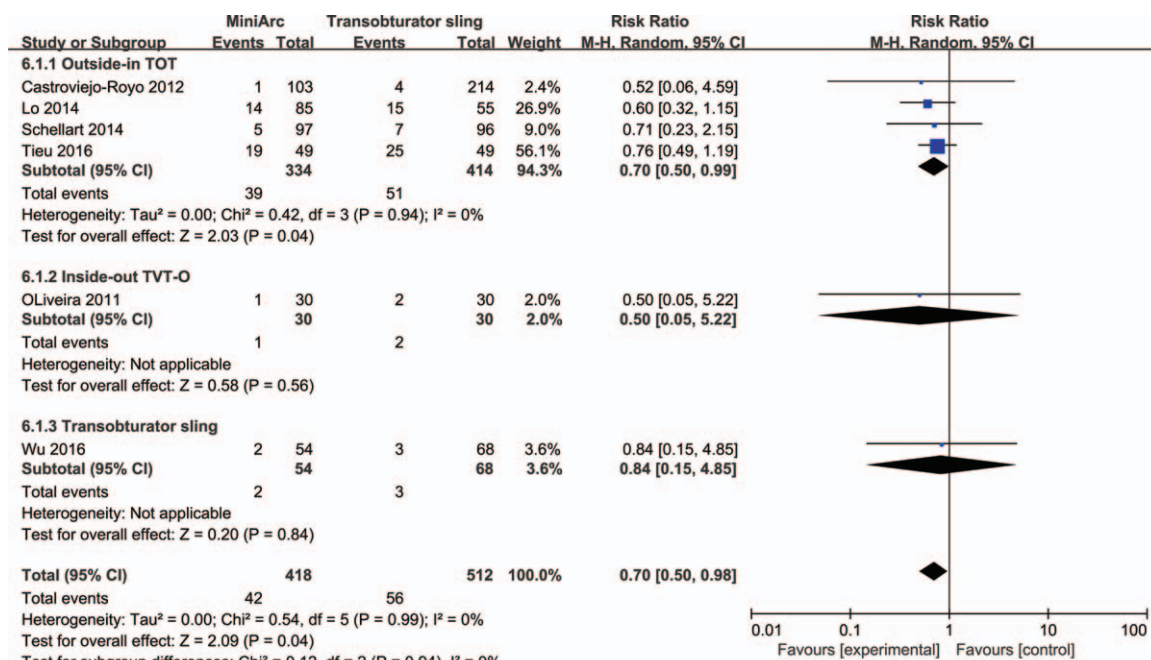 MiniArc Transobturator sling Risk Ratio Risk Ratio
Study or Subgroup Events Total Events Total Weight M-H, Random, 95% CI M-H, Random, 95% CI
6.1.1 Outside-in TOT
Castroviejo-Royo 2012 1 103 4 214 2.4% 0.52 [0.06, 4.59]
Lo 2014 14 85 15 55 26.9% 0.60 [0.32, 1.15]
Schellart 2014 5 97 7 96 9.0% 0.71 [0.23, 2.15]
Tieu 2016 19 49 25 49 56.1% 0.76 [0.49, 1.19]
Subtotal (95% CI) 334 414 94.3% 0.70 [0.50, 0.99]
Total events 39 51
Heterogeneity: Tau² = 0.00; Chi² = 0.42, df = 3 (P = 0.94); I² = 0%
Test for overall effect: Z = 2.03 (P = 0.04)
6.1.2 Inside-out TVT-O
OLiveira 2011 1 30 2 30 2.0% 0.50 [0.05, 5.22]
Subtotal (95% CI) 30 30 2.0% 0.50 [0.05, 5.22]
Total events 1 2
Heterogeneity: Not applicable
Test for overall effect: Z = 0.58 (P = 0.56)
6.1.3 Transobturator sling
Wu 2016 2 54 3 68 3.6% 0.84 [0.15, 4.85]
Subtotal (95% CI) 54 68 3.6% 0.84 [0.15, 4.85]
Total events 2 3
Heterogeneity: Not applicable
Test for overall effect: Z = 0.20 (P = 0.84)
Total (95% CI) 418 512 100.0% 0.70 [0.50, 0.98]
Total events 42 56
Heterogeneity: Tau² = 0.00; Chi² = 0.54, df = 5 (P = 0.99); I² = 0%
Test for overall effect: Z = 2.09 (P = 0.04)
Test for subgroup differences: Chi² = 0.12, df = 2 (P = 0.94), I² = 0%
0.01 0.1 1 10 100
Favours [experimental] Favours [control]